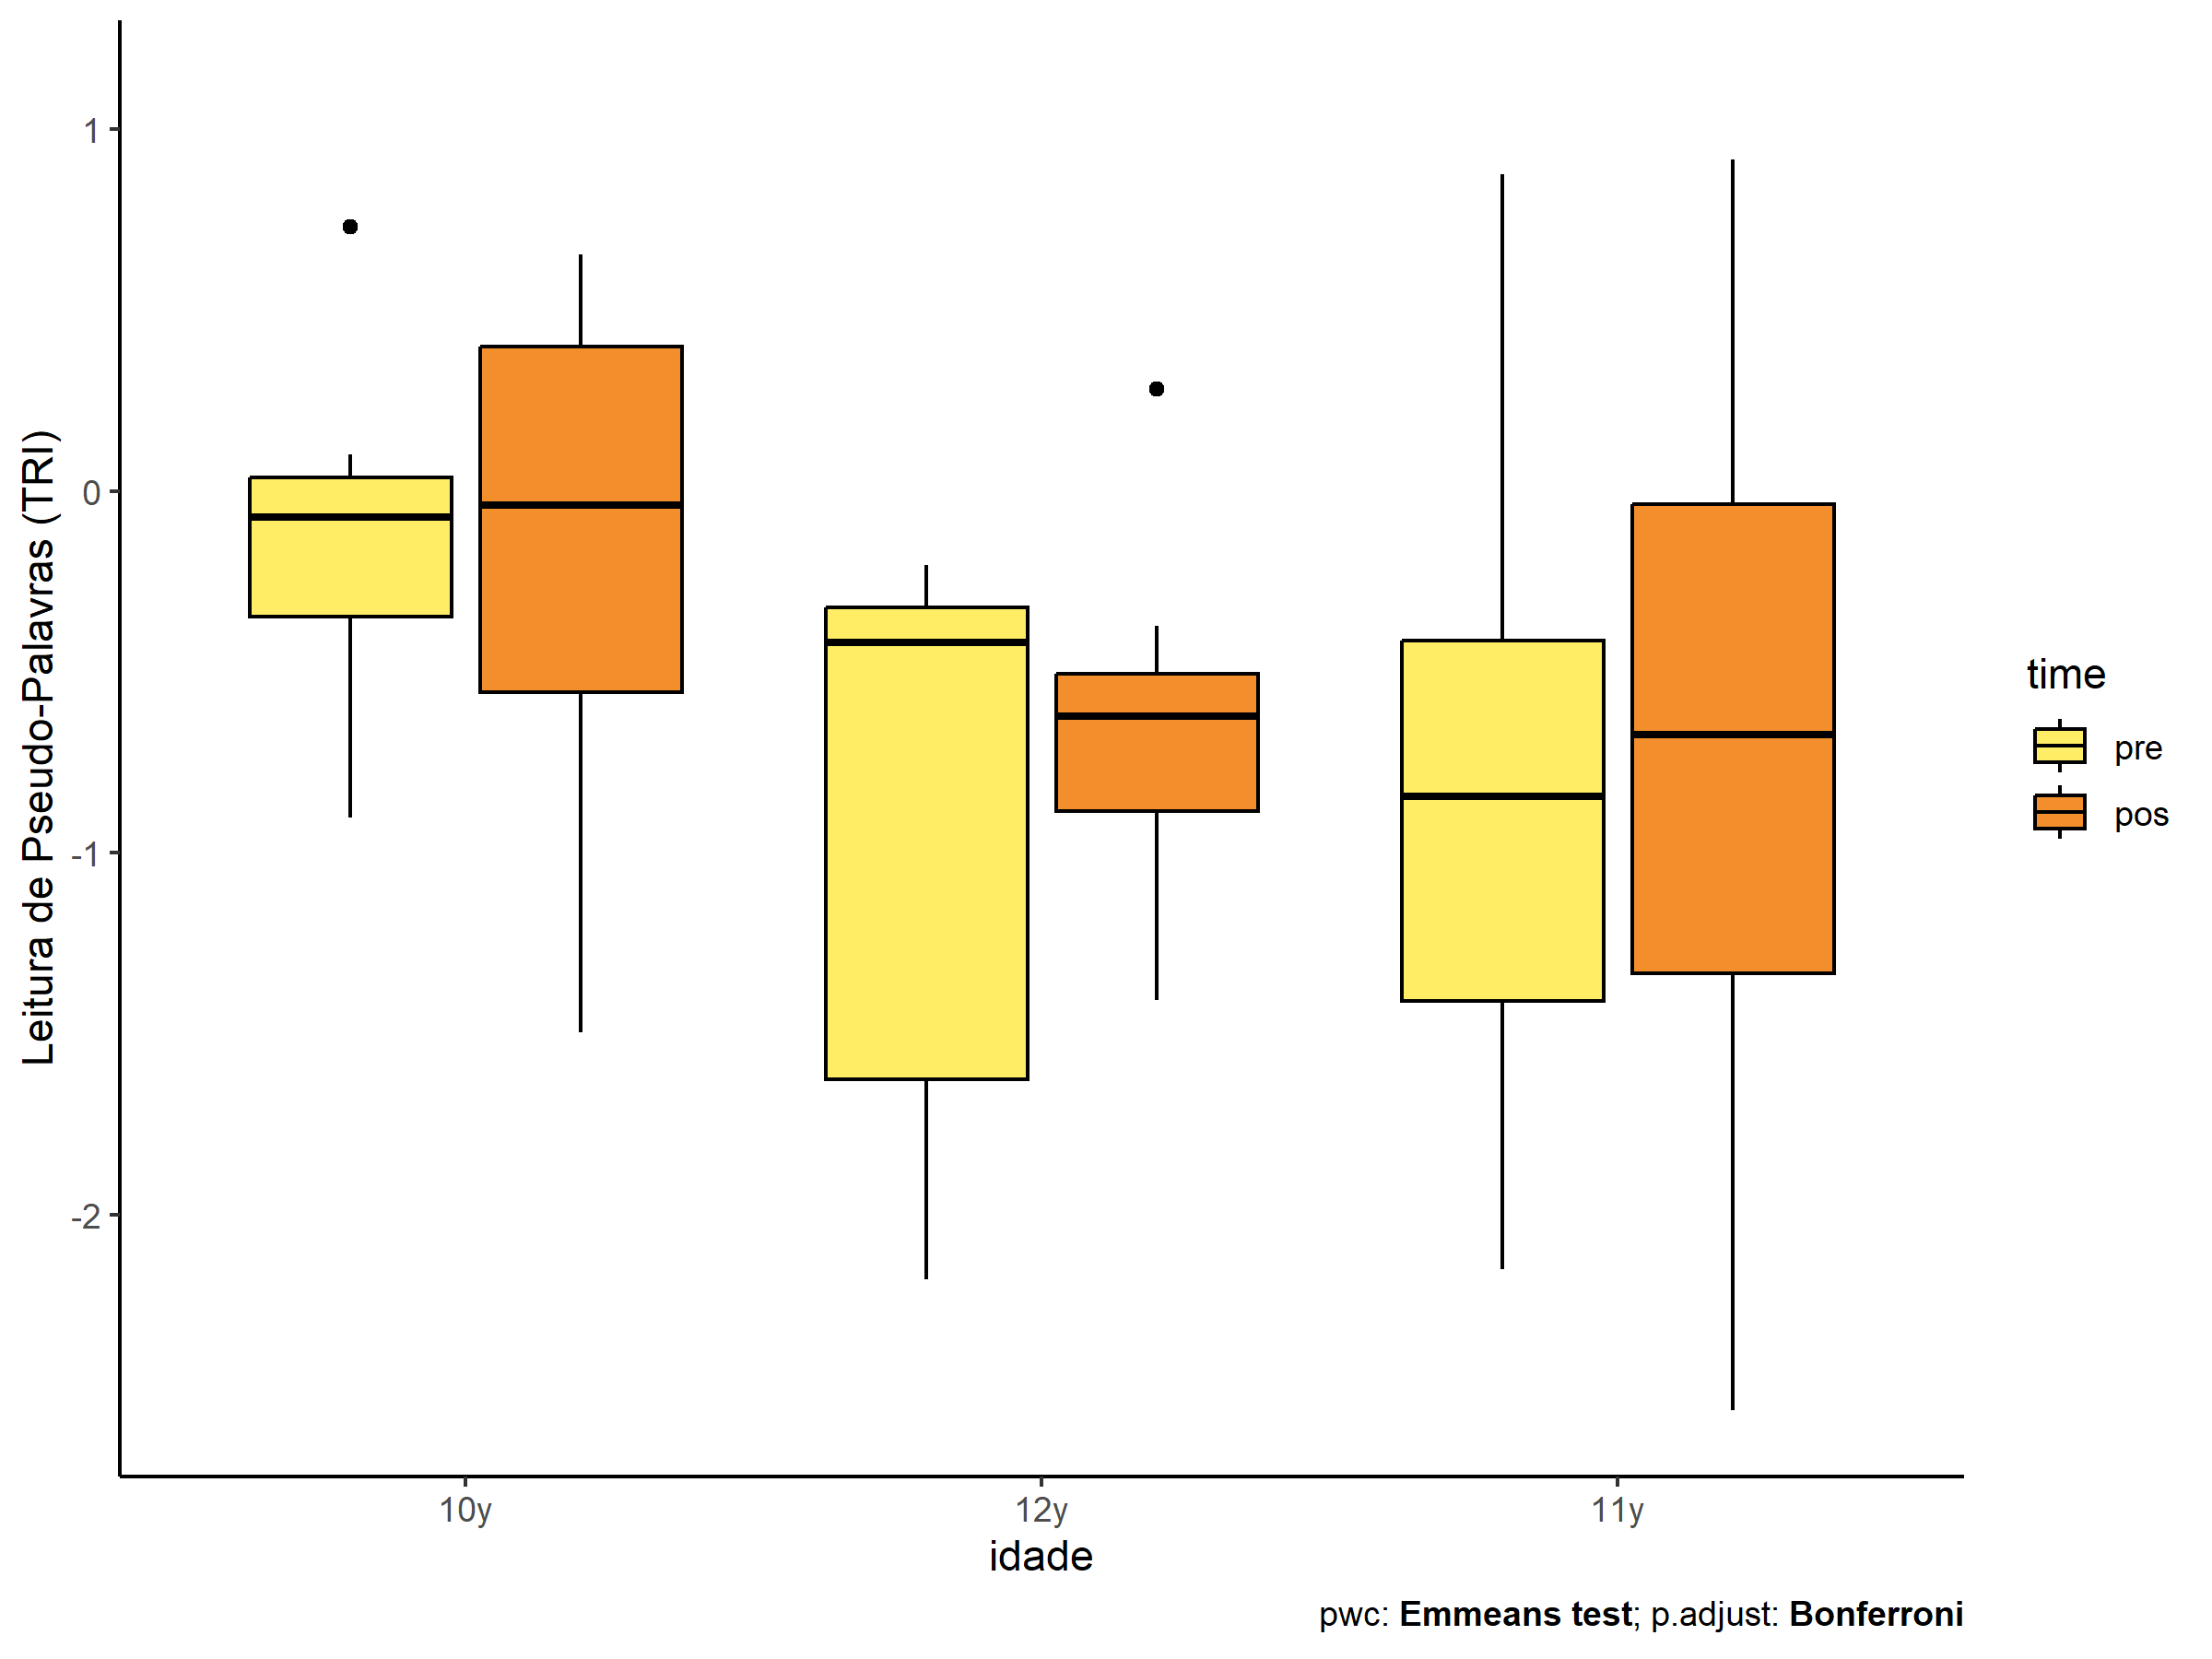 Leitura de Pseudo-Palavras (TRI)
1
0
-1
-2
10y
12y
11y
idade
time
pre
pos
pwc: Emmeans test; p.adjust: Bonferroni